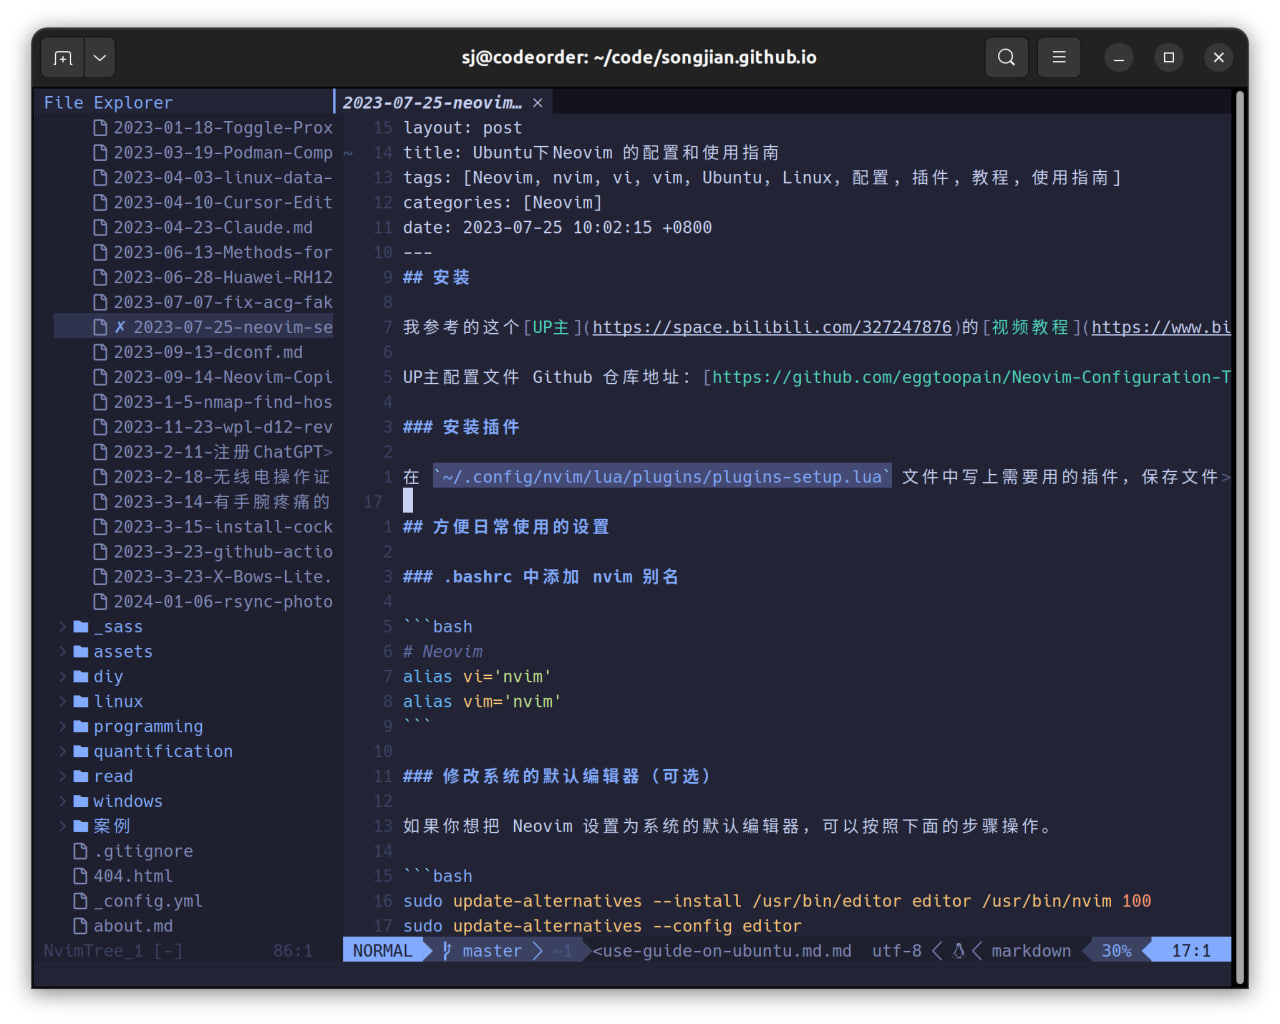 sj@codeorder: ~/code/songjian.github.io
File Explorer
2023-01-18-Toggle-Prox
2023-03-19-Podman-Comp
2023-04-03-linux-data-
2023-04-10-Cursor-Edit
2023-04-23-Claude.md
2023-06-13-Methods-for
2023-06-28-Huawei-RH12
2023-07-07-fix-acg-fak
✗ 2023-07-25-neovim-se
2023-09-13-dconf.md
2023-09-14-Neovim-Copi
2023-1-5-nmap-find-hos
2023-11-23-wpl-d12-rev
2023-2-11-注册ChatGPT>
2023-2-18-无线电操作证
2023-3-14-有手腕疼痛的
2023-3-15-install-cock
2023-3-23-github-actio
2023-3-23-X-Bows-Lite.
2024-01-06-rsync-photo
_sass
assets
diy
linux
programming
quantification
read
windows
案例
.gitignore
404.html
_config.yml
about.md
NvimTree_1 [-] 86:1
2023-07-25-neovim… ×
15 layout: post
~ 14 title: Ubuntu下Neovim 的配置和使用指南
13 tags: [Neovim, nvim, vi, vim, Ubuntu, Linux, 配置, 插件, 教程, 使用指南]
12 categories: [Neovim]
11 date: 2023-07-25 10:02:15 +0800
10 ---
9 ## 安装
8
7 我参考的这个[UP主](https://space.bilibili.com/327247876)的[视频教程](https://www.bi
6
5 UP主配置文件 Github 仓库地址：[https://github.com/eggtoopain/Neovim-Configuration-T
4
3 ### 安装插件
2
1 在 `~/.config/nvim/lua/plugins/plugins-setup.lua` 文件中写上需要用的插件，保存文件>
17
1 ## 方便日常使用的设置
2
3 ### .bashrc 中添加 nvim 别名
4
5 ```bash
6 # Neovim
7 alias vi='nvim'
8 alias vim='nvim'
9 ```
10
11 ### 修改系统的默认编辑器（可选）
12
13 如果你想把 Neovim 设置为系统的默认编辑器，可以按照下面的步骤操作。
14
15 ```bash
16 sudo update-alternatives --install /usr/bin/editor editor /usr/bin/nvim 100
17 sudo update-alternatives --config editor
NORMAL master ~1 <use-guide-on-ubuntu.md.md utf-8 markdown 30% 17:1